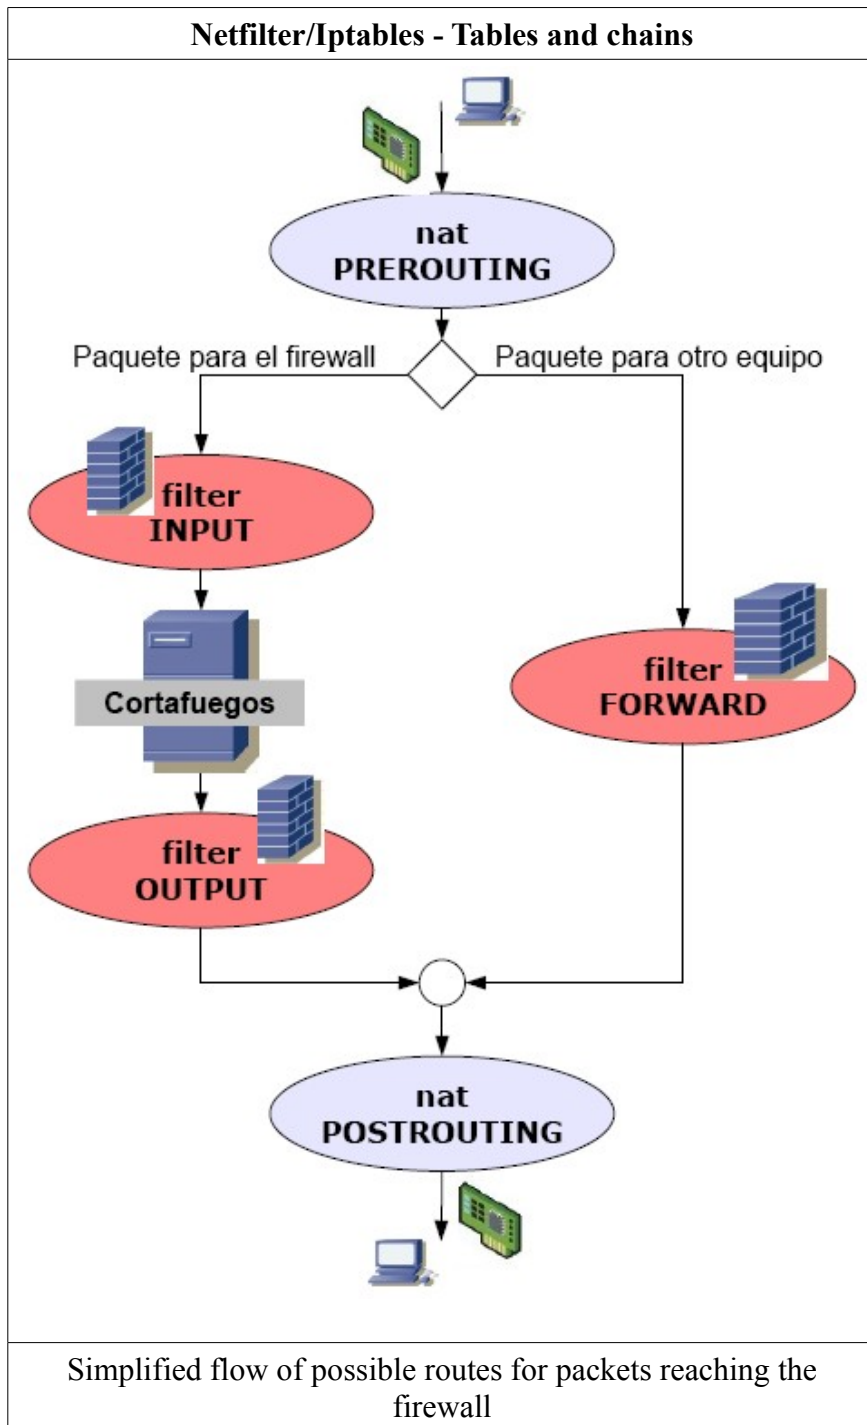 Netfilter/Iptables - Tables and chains
nat
PREROUTING
Paquete para el firewall
Paquete para otro equipo
filter
INPUT
Cortafuegos
filter
FORWARD
filter
OUTPUT
nat
POSTROUTING
Simplified flow of possible routes for packets reaching the
firewall